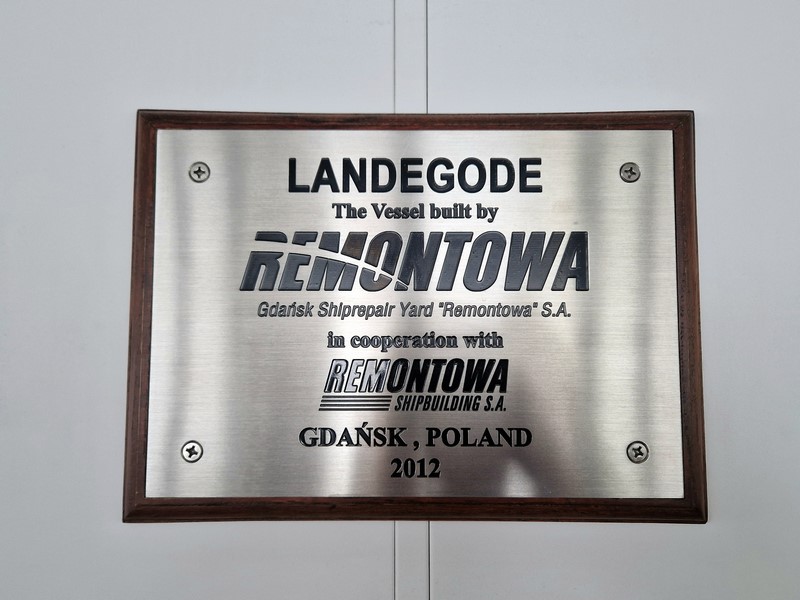 LANDEGODE
The Vessel built by
REMONTOWA
Gdańsk Shiprepair Yard "Remontowa" S.A.
in cooperation with
REMONTOWA
SHIPBUILDING S.A.
GDAŃSK , POLAND
2012